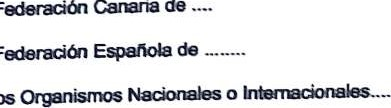 Federación Canaria de ....
Federación Española de ........
os Organismos Nacionales o Internacionales....